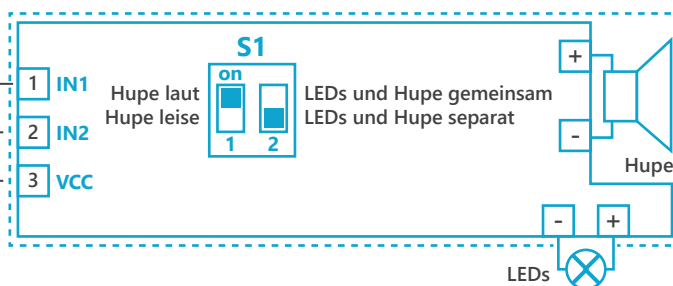 S1
on
1 IN1
Hupe laut
LEDs und Hupe gemeinsam
Hupe leise
LEDs und Hupe separat
2 IN2
1 2
3 VCC
+
-
Hupe
- +
LEDs